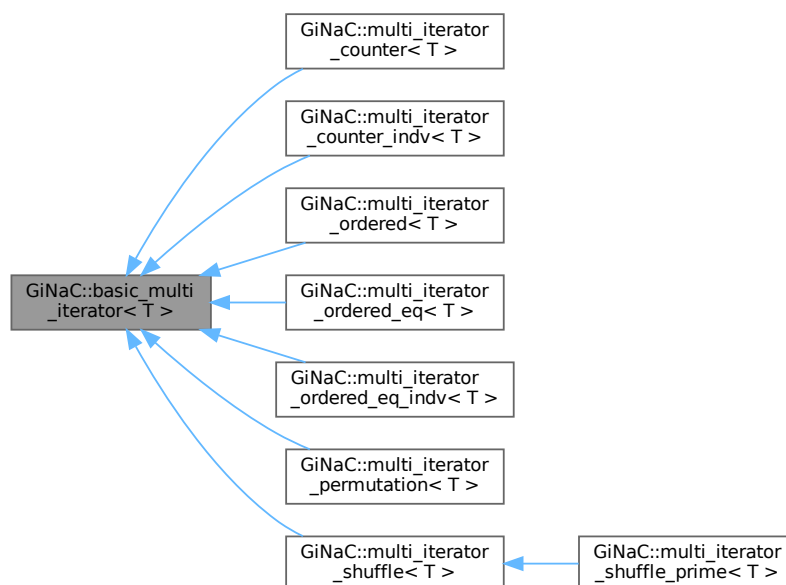 GiNaC::multi_iterator
_counter< T >
GiNaC::multi_iterator
_counter_indv< T >
GiNaC::multi_iterator
_ordered< T >
GiNaC::basic_multi
_iterator< T >
GiNaC::multi_iterator
_ordered_eq< T >
GiNaC::multi_iterator
_ordered_eq_indv< T >
GiNaC::multi_iterator
_permutation< T >
GiNaC::multi_iterator
_shuffle< T >
GiNaC::multi_iterator
_shuffle_prime< T >